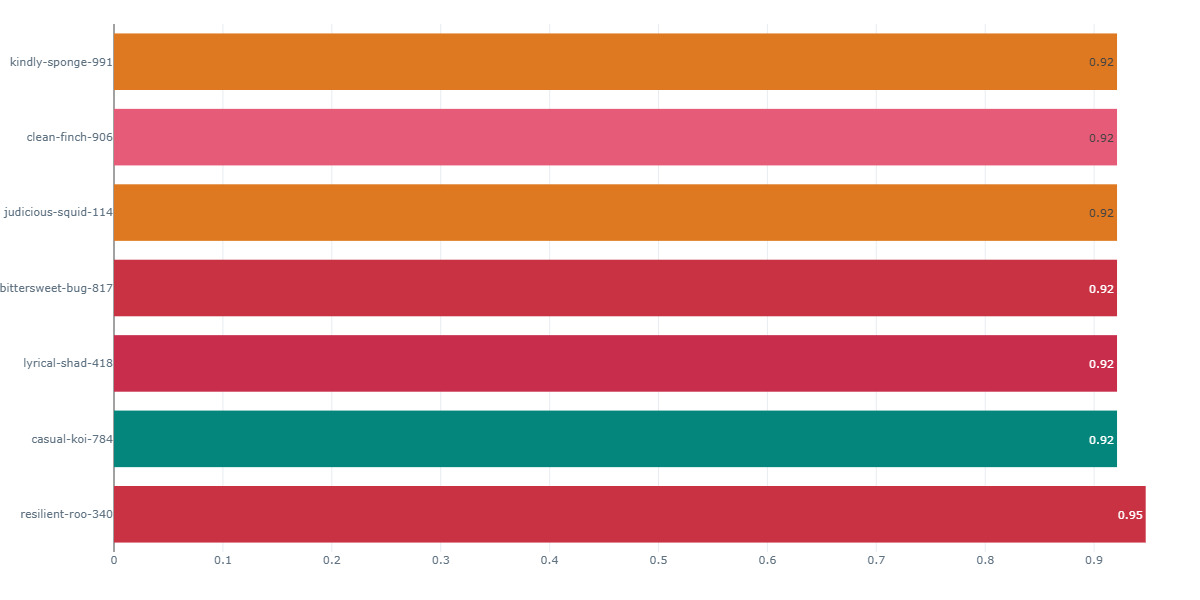 kindly-sponge-991 0.92
clean-finch-906 0.92
judicious-squid-114 0.92
bittersweet-bug-817 0.92
lyrical-shad-418 0.92
casual-koi-784 0.92
resilient-roo-340 0.95
0 0.1 0.2 0.3 0.4 0.5 0.6 0.7 0.8 0.9